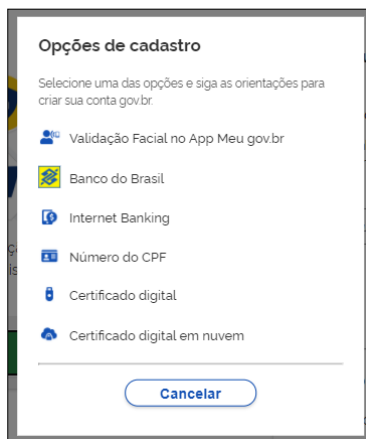 Opções de cadastro
Selecione uma das opções e siga as orientações para
criar sua conta gov.br.
Validação Facial no App Meu gov.br
Banco do Brasil
Internet Banking
Número do CPF
Certificado digital
Certificado digital em nuvem
Cancelar